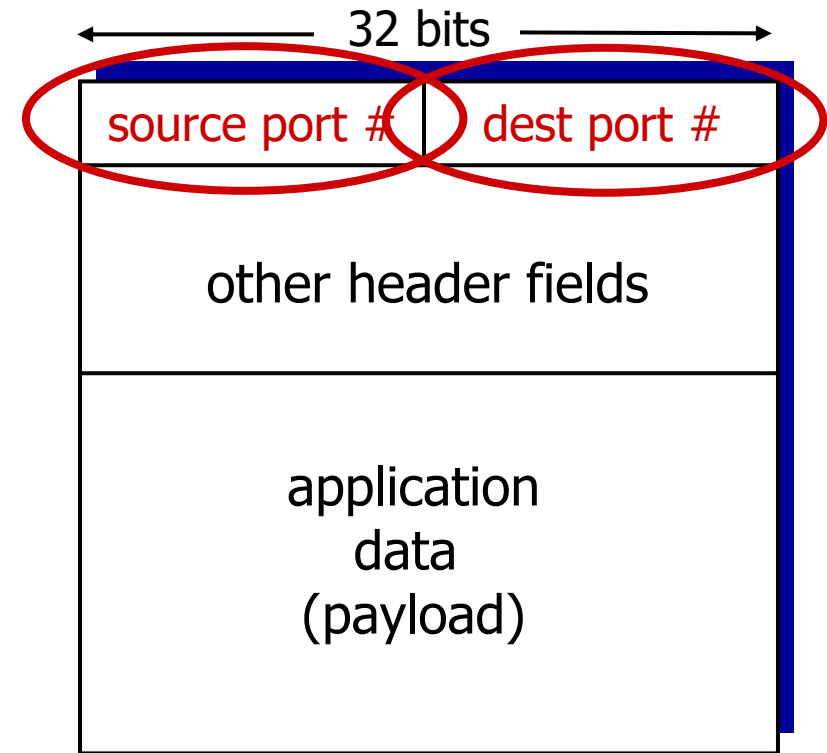 32 bits
source port # dest port #
other header fields
application
data
(payload)